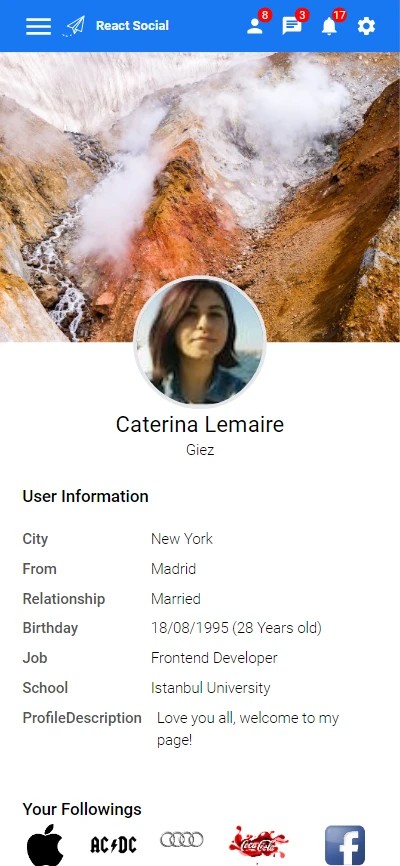 React Social
8
3
17
Caterina Lemaire
Giez
User Information
City New York
From Madrid
Relationship Married
Birthday 18/08/1995 (28 Years old)
Job Frontend Developer
School Istanbul University
ProfileDescription Love you all, welcome to my
page!
Your Followings
AC DC
Coca-Cola
f